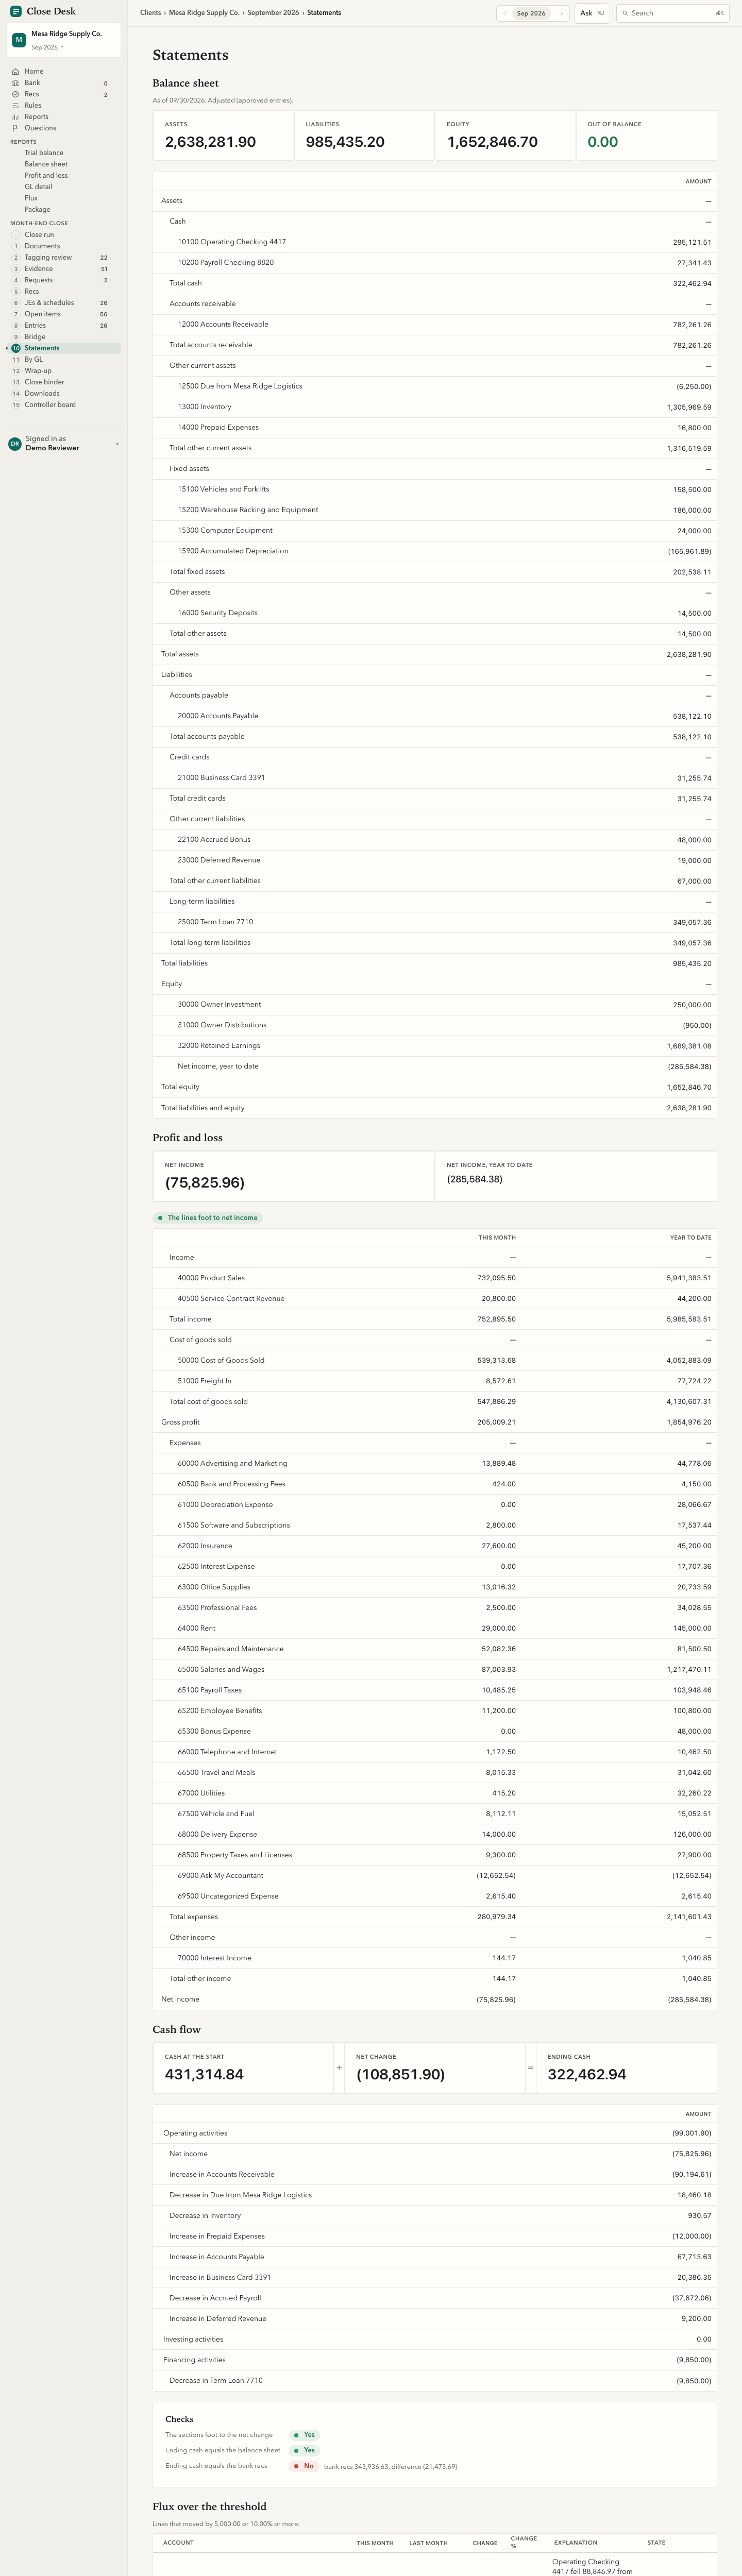 Close Desk
M
Mesa Ridge Supply Co.
Sep 2026
Home
Bank 0
Recs 2
Rules
Reports
Questions
REPORTS
Trial balance
Balance sheet
Profit and loss
GL detail
Flux
Package
MONTH-END CLOSE
Close run
1 Documents
2 Tagging review 22
3 Evidence 51
4 Requests 2
5 Recs
6 JEs & schedules 26
7 Open items 56
8 Entries 26
9 Bridge
10 Statements
11 By GL
12 Wrap-up
13 Close binder
14 Downloads
15 Controller board
DR
Signed in as
Demo Reviewer
Clients › Mesa Ridge Supply Co. › September 2026 › Statements
‹ Sep 2026 ›
Ask ⌘J
Search ⌘K
Statements
Balance sheet
As of 09/30/2026. Adjusted (approved entries).
ASSETS
2,638,281.90
LIABILITIES
985,435.20
EQUITY
1,652,846.70
OUT OF BALANCE
0.00
AMOUNT
Assets —
Cash —
10100 Operating Checking 4417 295,121.51
10200 Payroll Checking 8820 27,341.43
Total cash 322,462.94
Accounts receivable —
12000 Accounts Receivable 782,261.26
Total accounts receivable 782,261.26
Other current assets —
12500 Due from Mesa Ridge Logistics (6,250.00)
13000 Inventory 1,305,969.59
14000 Prepaid Expenses 16,800.00
Total other current assets 1,316,519.59
Fixed assets —
15100 Vehicles and Forklifts 158,500.00
15200 Warehouse Racking and Equipment 186,000.00
15300 Computer Equipment 24,000.00
15900 Accumulated Depreciation (165,961.89)
Total fixed assets 202,538.11
Other assets —
16000 Security Deposits 14,500.00
Total other assets 14,500.00
Total assets 2,638,281.90
Liabilities —
Accounts payable —
20000 Accounts Payable 538,122.10
Total accounts payable 538,122.10
Credit cards —
21000 Business Card 3391 31,255.74
Total credit cards 31,255.74
Other current liabilities —
22100 Accrued Bonus 48,000.00
23000 Deferred Revenue 19,000.00
Total other current liabilities 67,000.00
Long-term liabilities —
25000 Term Loan 7710 349,057.36
Total long-term liabilities 349,057.36
Total liabilities 985,435.20
Equity —
30000 Owner Investment 250,000.00
31000 Owner Distributions (950.00)
32000 Retained Earnings 1,689,381.08
Net income, year to date (285,584.38)
Total equity 1,652,846.70
Total liabilities and equity 2,638,281.90
Profit and loss
NET INCOME
(75,825.96)
NET INCOME, YEAR TO DATE
(285,584.38)
The lines foot to net income
THIS MONTH YEAR TO DATE
Income — —
40000 Product Sales 732,095.50 5,941,383.51
40500 Service Contract Revenue 20,800.00 44,200.00
Total income 752,895.50 5,985,583.51
Cost of goods sold — —
50000 Cost of Goods Sold 539,313.68 4,052,883.09
51000 Freight In 8,572.61 77,724.22
Total cost of goods sold 547,886.29 4,130,607.31
Gross profit 205,009.21 1,854,976.20
Expenses — —
60000 Advertising and Marketing 13,889.48 44,778.06
60500 Bank and Processing Fees 424.00 4,150.00
61000 Depreciation Expense 0.00 28,066.67
61500 Software and Subscriptions 2,800.00 17,537.44
62000 Insurance 27,600.00 45,200.00
62500 Interest Expense 0.00 17,707.36
63000 Office Supplies 13,016.32 20,733.59
63500 Professional Fees 2,500.00 34,028.55
64000 Rent 29,000.00 145,000.00
64500 Repairs and Maintenance 52,082.36 81,500.50
65000 Salaries and Wages 87,003.93 1,217,470.11
65100 Payroll Taxes 10,485.25 103,948.46
65200 Employee Benefits 11,200.00 100,800.00
65300 Bonus Expense 0.00 48,000.00
66000 Telephone and Internet 1,172.50 10,462.50
66500 Travel and Meals 8,015.33 31,042.60
67000 Utilities 415.20 32,260.22
67500 Vehicle and Fuel 8,112.11 15,052.51
68000 Delivery Expense 14,000.00 126,000.00
68500 Property Taxes and Licenses 9,300.00 27,900.00
69000 Ask My Accountant (12,652.54) (12,652.54)
69500 Uncategorized Expense 2,615.40 2,615.40
Total expenses 280,979.34 2,141,601.43
Other income — —
70000 Interest Income 144.17 1,040.85
Total other income 144.17 1,040.85
Net income (75,825.96) (285,584.38)
Cash flow
CASH AT THE START
431,314.84
+
NET CHANGE
(108,851.90)
=
ENDING CASH
322,462.94
AMOUNT
Operating activities (99,001.90)
Net income (75,825.96)
Increase in Accounts Receivable (90,194.61)
Decrease in Due from Mesa Ridge Logistics 18,460.18
Decrease in Inventory 930.57
Increase in Prepaid Expenses (12,000.00)
Increase in Accounts Payable 67,713.63
Increase in Business Card 3391 20,386.35
Decrease in Accrued Payroll (37,672.06)
Increase in Deferred Revenue 9,200.00
Investing activities 0.00
Financing activities (9,850.00)
Decrease in Term Loan 7710 (9,850.00)
Checks
The sections foot to the net change Yes
Ending cash equals the balance sheet Yes
Ending cash equals the bank recs No bank recs 343,936.63, difference (21,473.69)
Flux over the threshold
Lines that moved by 5,000.00 or 10.00% or more.
ACCOUNT THIS MONTH LAST MONTH CHANGE CHANGE % EXPLANATION STATE
Operating Checking
4417 fell 88,846.97 from